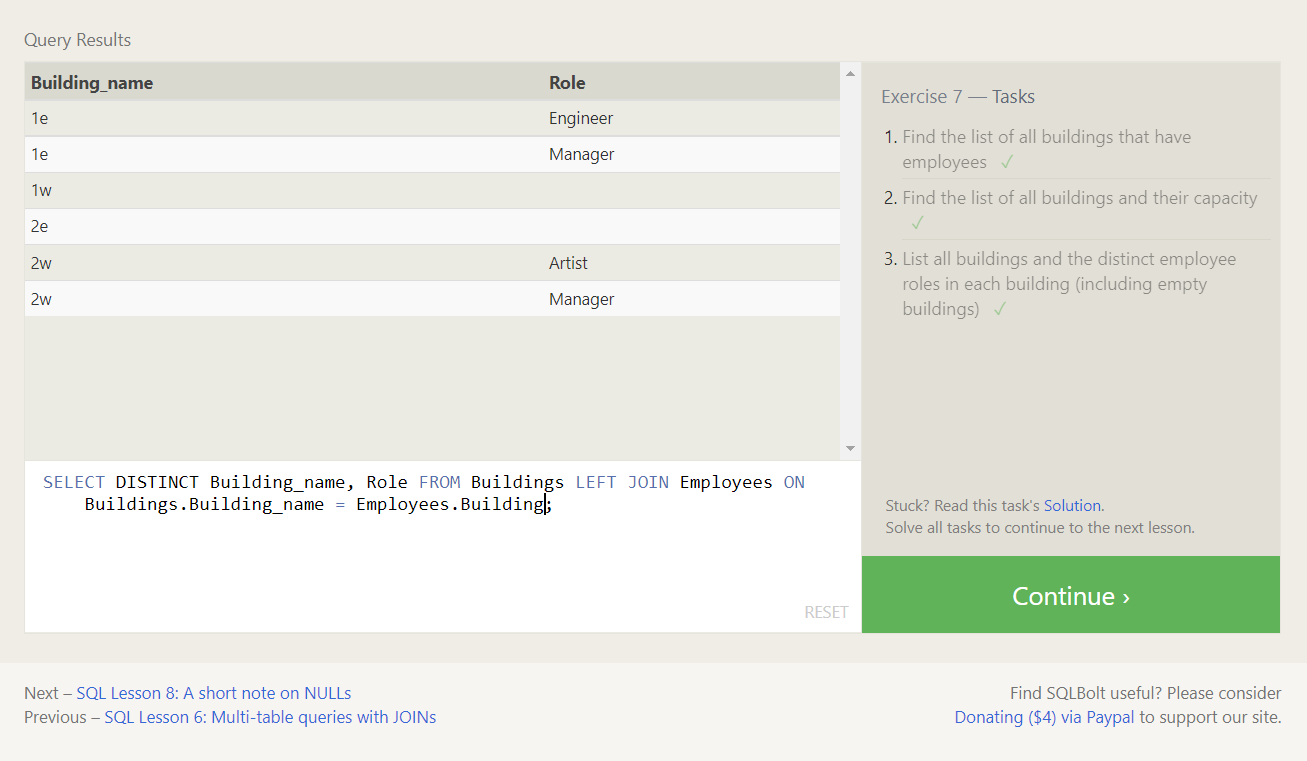 Query Results
Building_name Role
1e Engineer
1e Manager
1w
2e
2w Artist
2w Manager
SELECT DISTINCT Building_name, Role FROM Buildings LEFT JOIN Employees ON
Buildings.Building_name = Employees.Building;
RESET
Exercise 7 — Tasks
1. Find the list of all buildings that have
employees ✓
2. Find the list of all buildings and their capacity
✓
3. List all buildings and the distinct employee
roles in each building (including empty
buildings) ✓
Stuck? Read this task's Solution.
Solve all tasks to continue to the next lesson.
Continue ›
Next – SQL Lesson 8: A short note on NULLs
Previous – SQL Lesson 6: Multi-table queries with JOINs
Find SQLBolt useful? Please consider
Donating ($4) via Paypal to support our site.